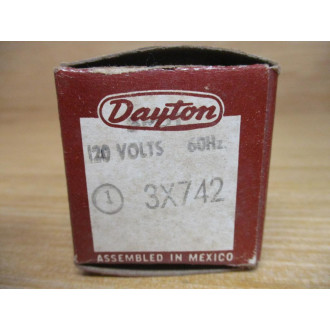 Dayton
120 VOLTS 60Hz
1 3X742
ASSEMBLED IN MEXICO